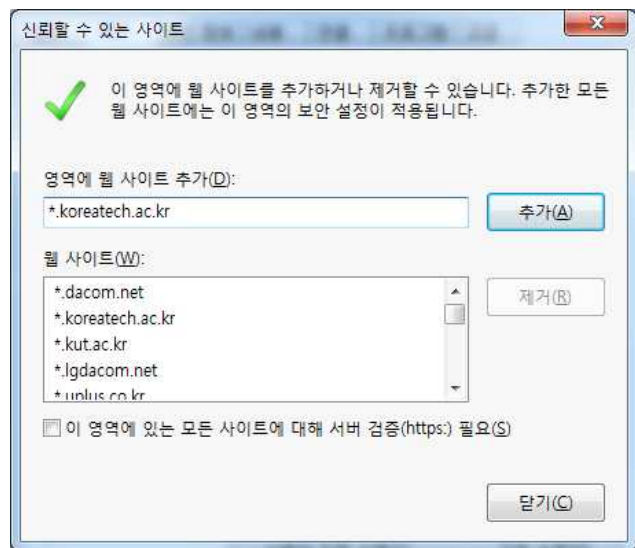 신뢰할 수 있는 사이트
이 영역에 웹 사이트를 추가하거나 제거할 수 있습니다. 추가한 모든
웹 사이트에는 이 영역의 보안 설정이 적용됩니다.
영역에 웹 사이트 추가(D):
*.koreatech.ac.kr
추가(A)
웹 사이트(W):
*.dacom.net
제거(R)
*.koreatech.ac.kr
*.kut.ac.kr
*.lgdacom.net
*.uplus.co.kr
이 영역에 있는 모든 사이트에 대해 서버 검증(https:) 필요(S)
닫기(C)